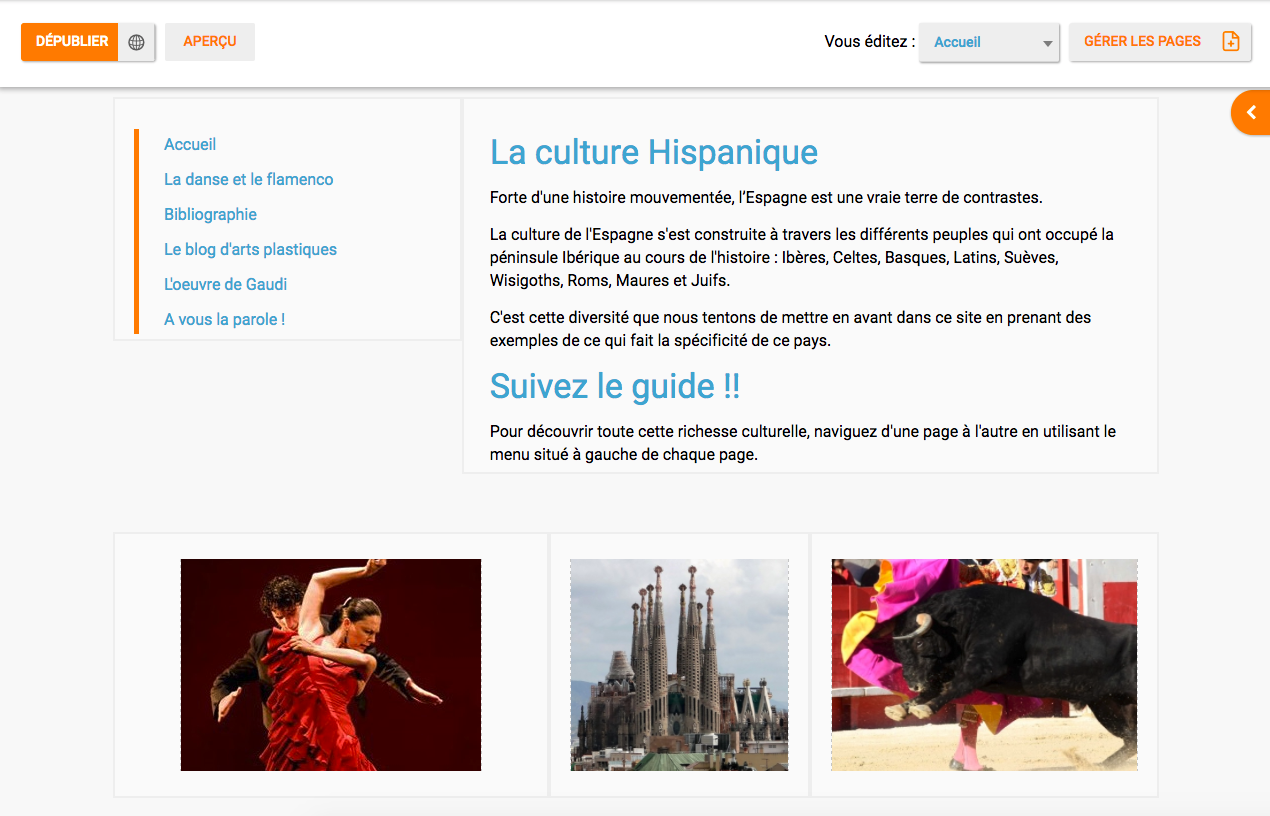 DÉPUBLIER
APERÇU
Vous éditez :
Accueil
GÉRER LES PAGES
Accueil
La danse et le flamenco
Bibliographie
Le blog d'arts plastiques
L'oeuvre de Gaudi
A vous la parole !
La culture Hispanique
Forte d'une histoire mouvementée, l’Espagne est une vraie terre de contrastes.
La culture de l'Espagne s'est construite à travers les différents peuples qui ont occupé la
péninsule Ibérique au cours de l'histoire : Ibères, Celtes, Basques, Latins, Suèves,
Wisigoths, Roms, Maures et Juifs.
C'est cette diversité que nous tentons de mettre en avant dans ce site en prenant des
exemples de ce qui fait la spécificité de ce pays.
Suivez le guide !!
Pour découvrir toute cette richesse culturelle, naviguez d'une page à l'autre en utilisant le
menu situé à gauche de chaque page.